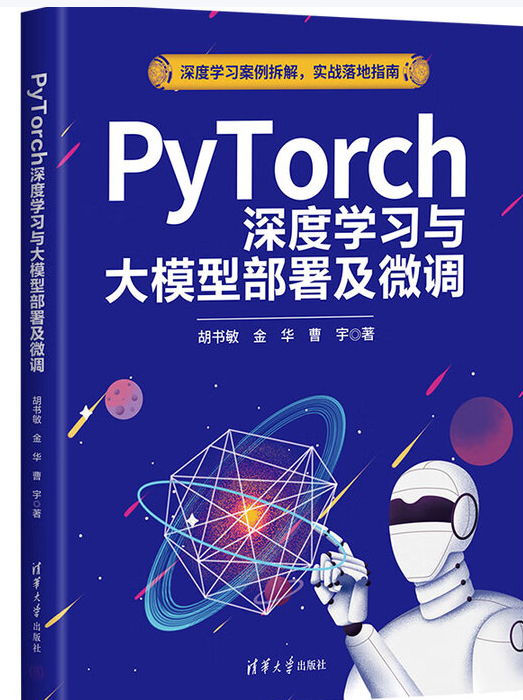 深度学习案例拆解，实战落地指南
PyTorch
深度学习与
大模型部署及微调
胡书敏 金 华 曹 宇◎著
清华大学出版社
PyTorch深度学习与大模型部署及微调
胡书敏 金 华 曹 宇◎著
清华大学出版社